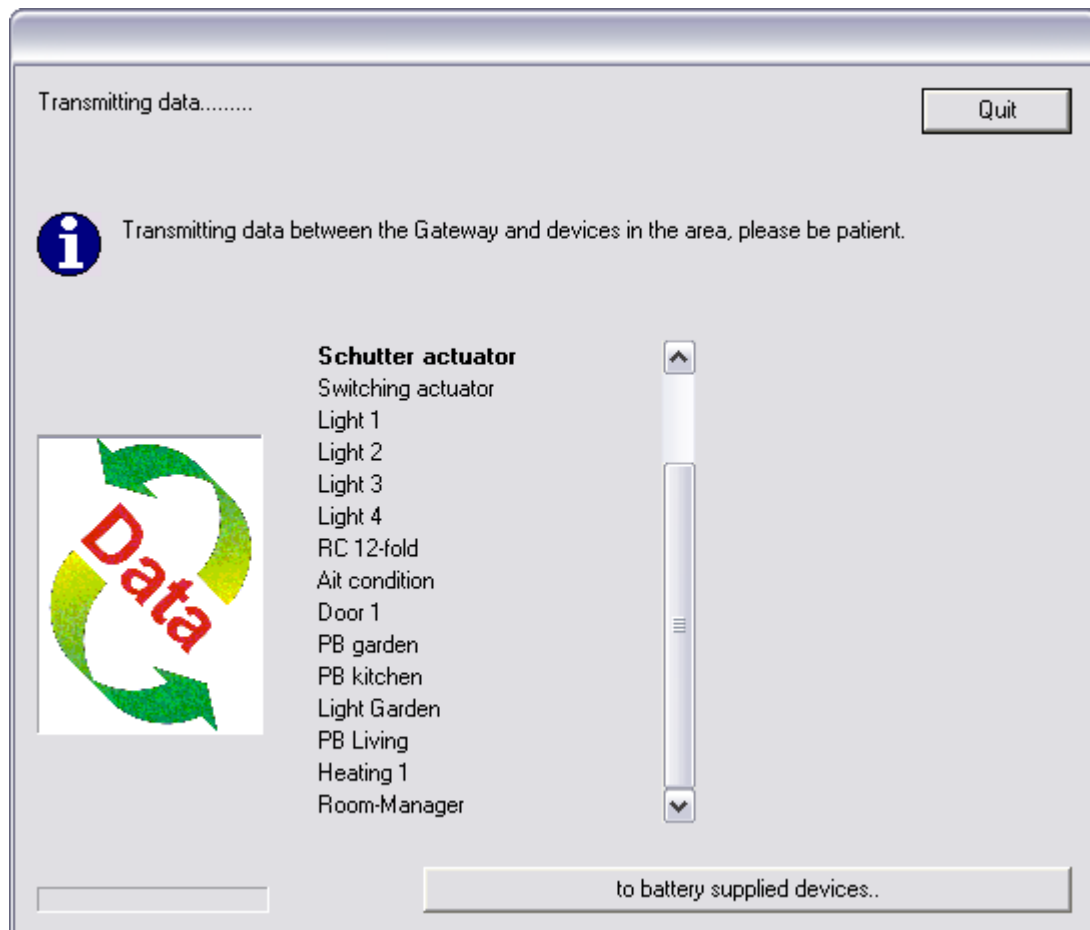 Transmitting data.........
Quit
Transmitting data between the Gateway and devices in the area, please be patient.
Schutter actuator
Switching actuator
Light 1
Light 2
Light 3
Light 4
RC 12-fold
Ait condition
Door 1
PB garden
PB kitchen
Light Garden
PB Living
Heating 1
Room-Manager
Data
to battery supplied devices..